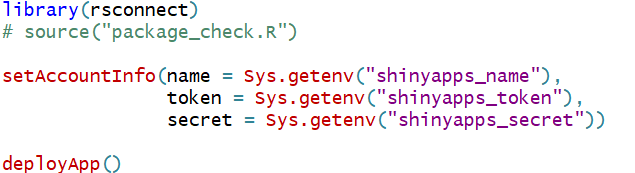 library(rsconnect)
# source("package_check.R")
setAccountInfo(name = Sys.getenv("shinyapps_name"),
token = Sys.getenv("shinyapps_token"),
secret = Sys.getenv("shinyapps_secret"))
deployApp()